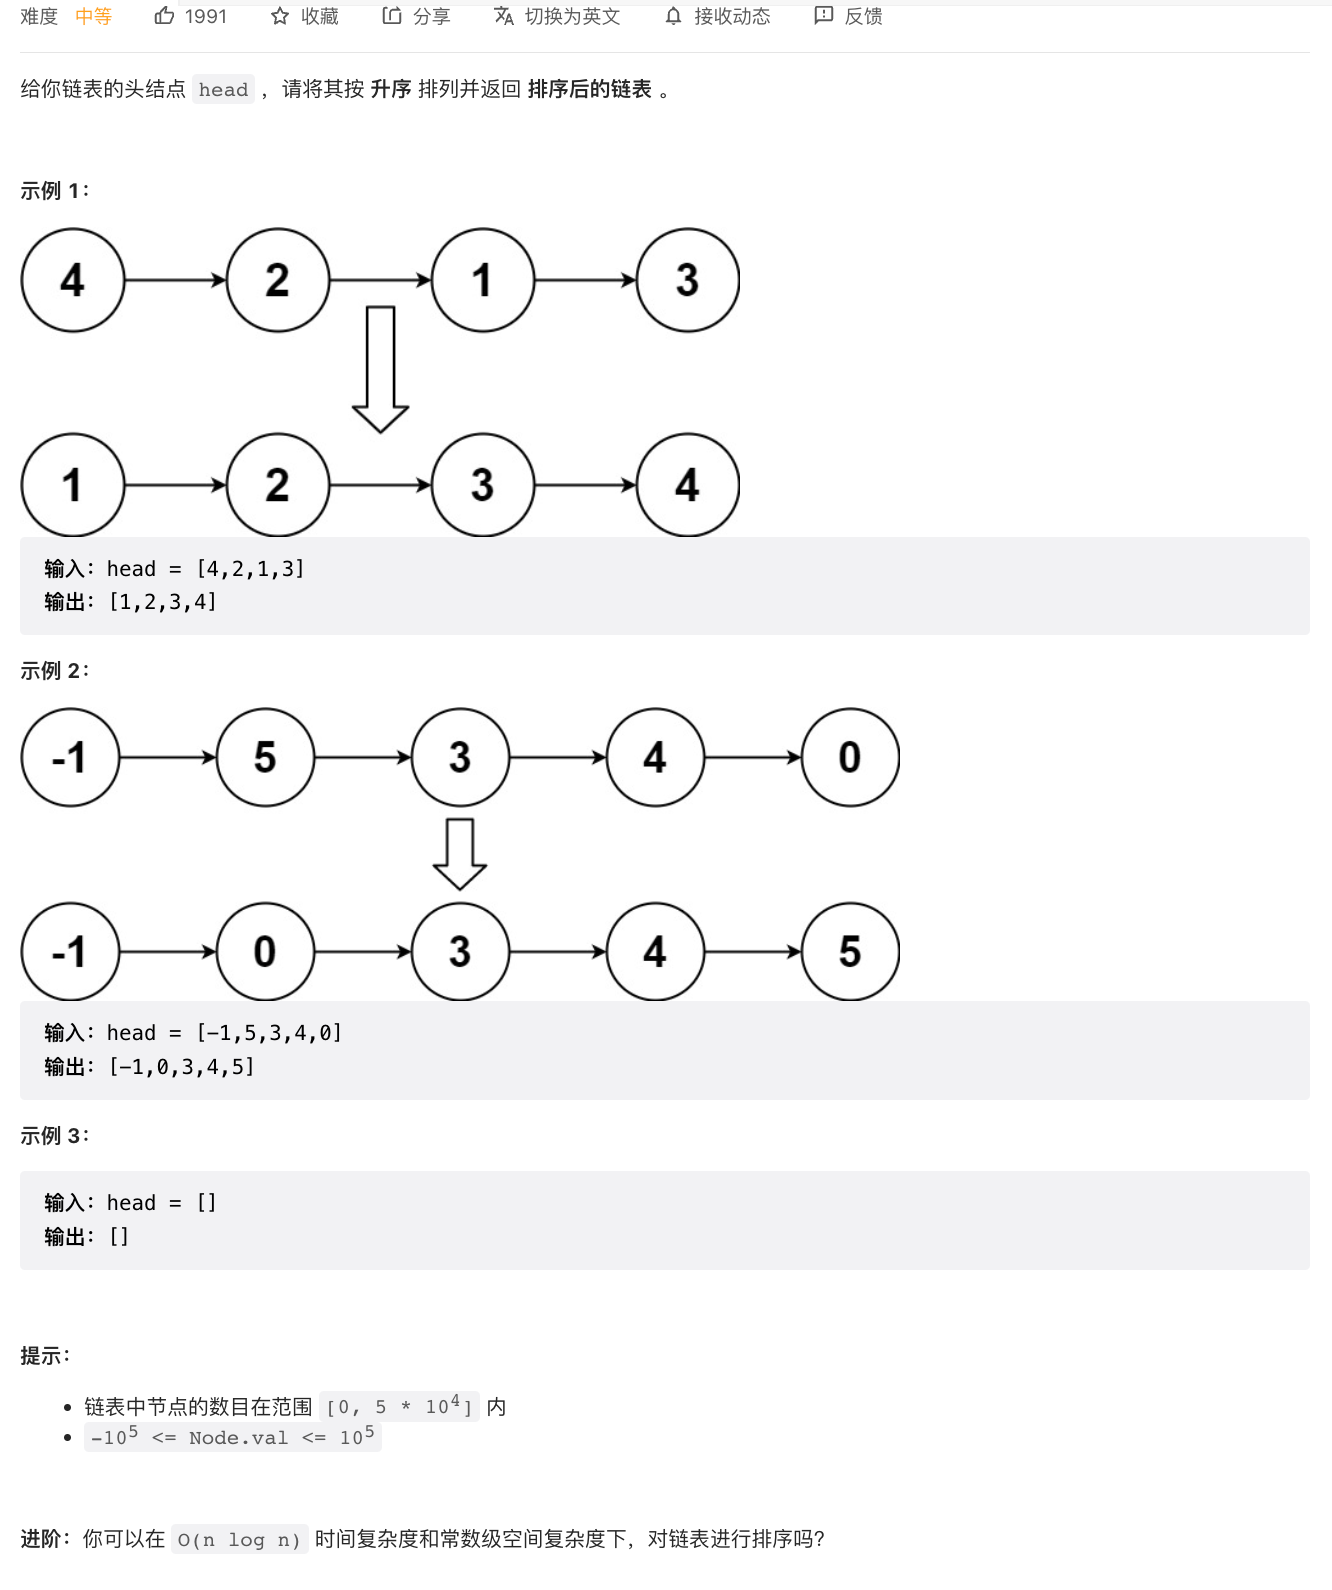 难度 中等 1991 收藏 分享 切换为英文 接收动态 反馈
给你链表的头结点 head ，请将其按 升序 排列并返回 排序后的链表 。
示例 1：
4 2 1 3
1 2 3 4
输入：head = [4,2,1,3]
输出：[1,2,3,4]
示例 2：
-1 5 3 4 0
-1 0 3 4 5
输入：head = [-1,5,3,4,0]
输出：[-1,0,3,4,5]
示例 3：
输入：head = []
输出：[]
提示：
• 链表中节点的数目在范围 [0, 5 * 10⁴] 内
• -10⁵ <= Node.val <= 10⁵
进阶：你可以在 O(n log n) 时间复杂度和常数级空间复杂度下，对链表进行排序吗？